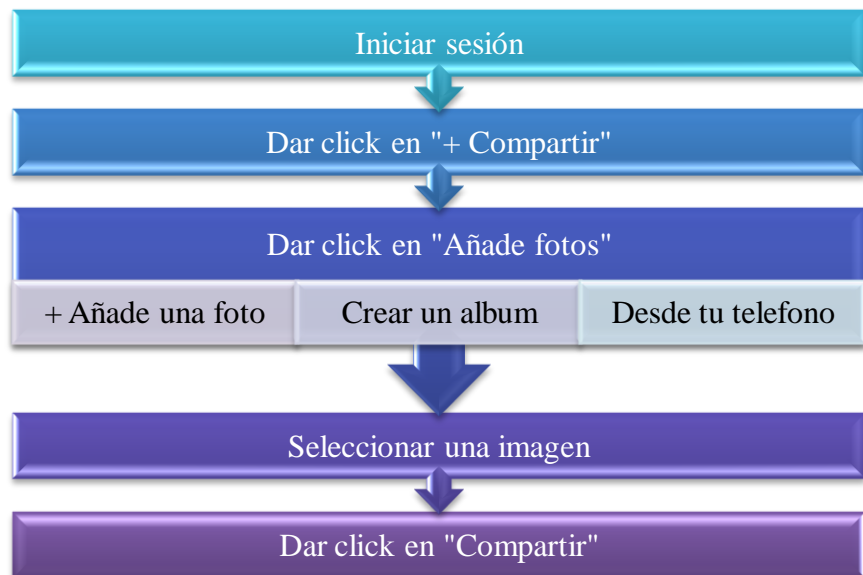 Iniciar sesión
Dar click en "+ Compartir"
Dar click en "Añade fotos"
+ Añade una foto
Crear un album
Desde tu telefono
Seleccionar una imagen
Dar click en "Compartir"